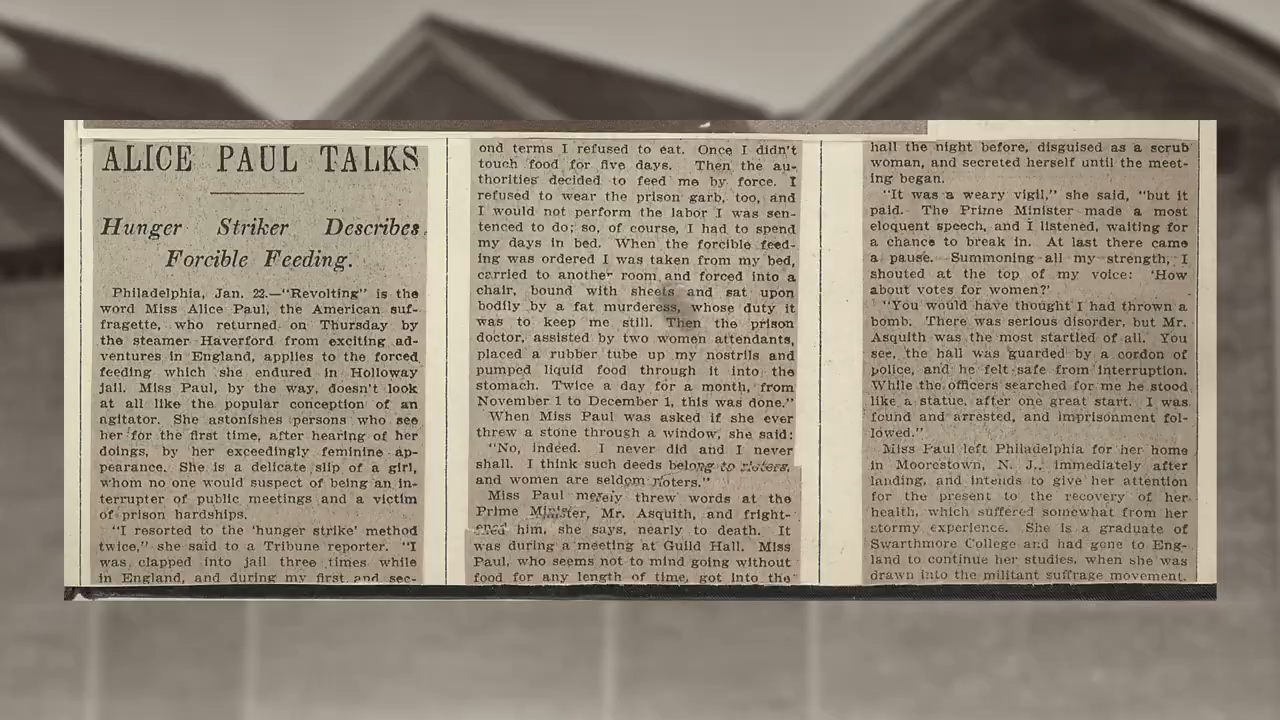 ALICE PAUL TALKS
Hunger Striker Describes
Forcible Feeding.
Philadelphia, Jan. 22.—"Revolting" is the
word Miss Alice Paul, the American suf-
fragette, who returned on Thursday by
the steamer Haverford from exciting ad-
ventures in England, applies to the forced
feeding which she endured in Holloway
jail. Miss Paul, by the way, doesn't look
at all like the popular conception of an
agitator. She astonishes persons who see
her for the first time, after hearing of her
doings, by her exceedingly feminine ap-
pearance. She is a delicate slip of a girl,
whom no one would suspect of being an in-
terrupter of public meetings and a victim
of prison hardships.
"I resorted to the 'hunger strike' method
twice," she said to a Tribune reporter. "I
was clapped into jail three times while
in England, and during my first and sec-
ond terms I refused to eat. Once I didn't
touch food for five days. Then the au-
thorities decided to feed me by force. I
refused to wear the prison garb, too, and
I would not perform the labor I was sen-
tenced to do; so, of course, I had to spend
my days in bed. When the forcible feed-
ing was ordered I was taken from my bed,
carried to another room and forced into a
chair, bound with sheets and sat upon
bodily by a fat murderess, whose duty it
was to keep me still. Then the prison
doctor, assisted by two women attendants,
placed a rubber tube up my nostrils and
pumped liquid food through it into the
stomach. Twice a day for a month, from
November 1 to December 1, this was done."
When Miss Paul was asked if she ever
threw a stone through a window, she said:
"No, indeed. I never did and I never
shall. I think such deeds belong to rioters,
and women are seldom rioters."
Miss Paul merely threw words at the
Prime Minister, Mr. Asquith, and fright-
ened him, she says, nearly to death. It
was during a meeting at Guild Hall. Miss
Paul, who seems not to mind going without
food for any length of time, got into the
hall the night before, disguised as a scrub
woman, and secreted herself until the meet-
ing began.
"It was a weary vigil," she said, "but it
paid. The Prime Minister made a most
eloquent speech, and I listened, waiting for
a chance to break in. At last there came
a pause. Summoning all my strength, I
shouted at the top of my voice: 'How
about votes for women?'
"You would have thought I had thrown a
bomb. There was serious disorder, but Mr.
Asquith was the most startled of all. You
see, the hall was guarded by a cordon of
police, and he felt safe from interruption.
While the officers searched for me he stood
like a statue, after one great start. I was
found and arrested, and imprisonment fol-
lowed."
Miss Paul left Philadelphia for her home
in Moorestown, N. J., immediately after
landing, and intends to give her attention
for the present to the recovery of her
health, which suffered somewhat from her
stormy experience. She is a graduate of
Swarthmore College and had gone to Eng-
land to continue her studies, when she was
drawn into the militant suffrage movement.